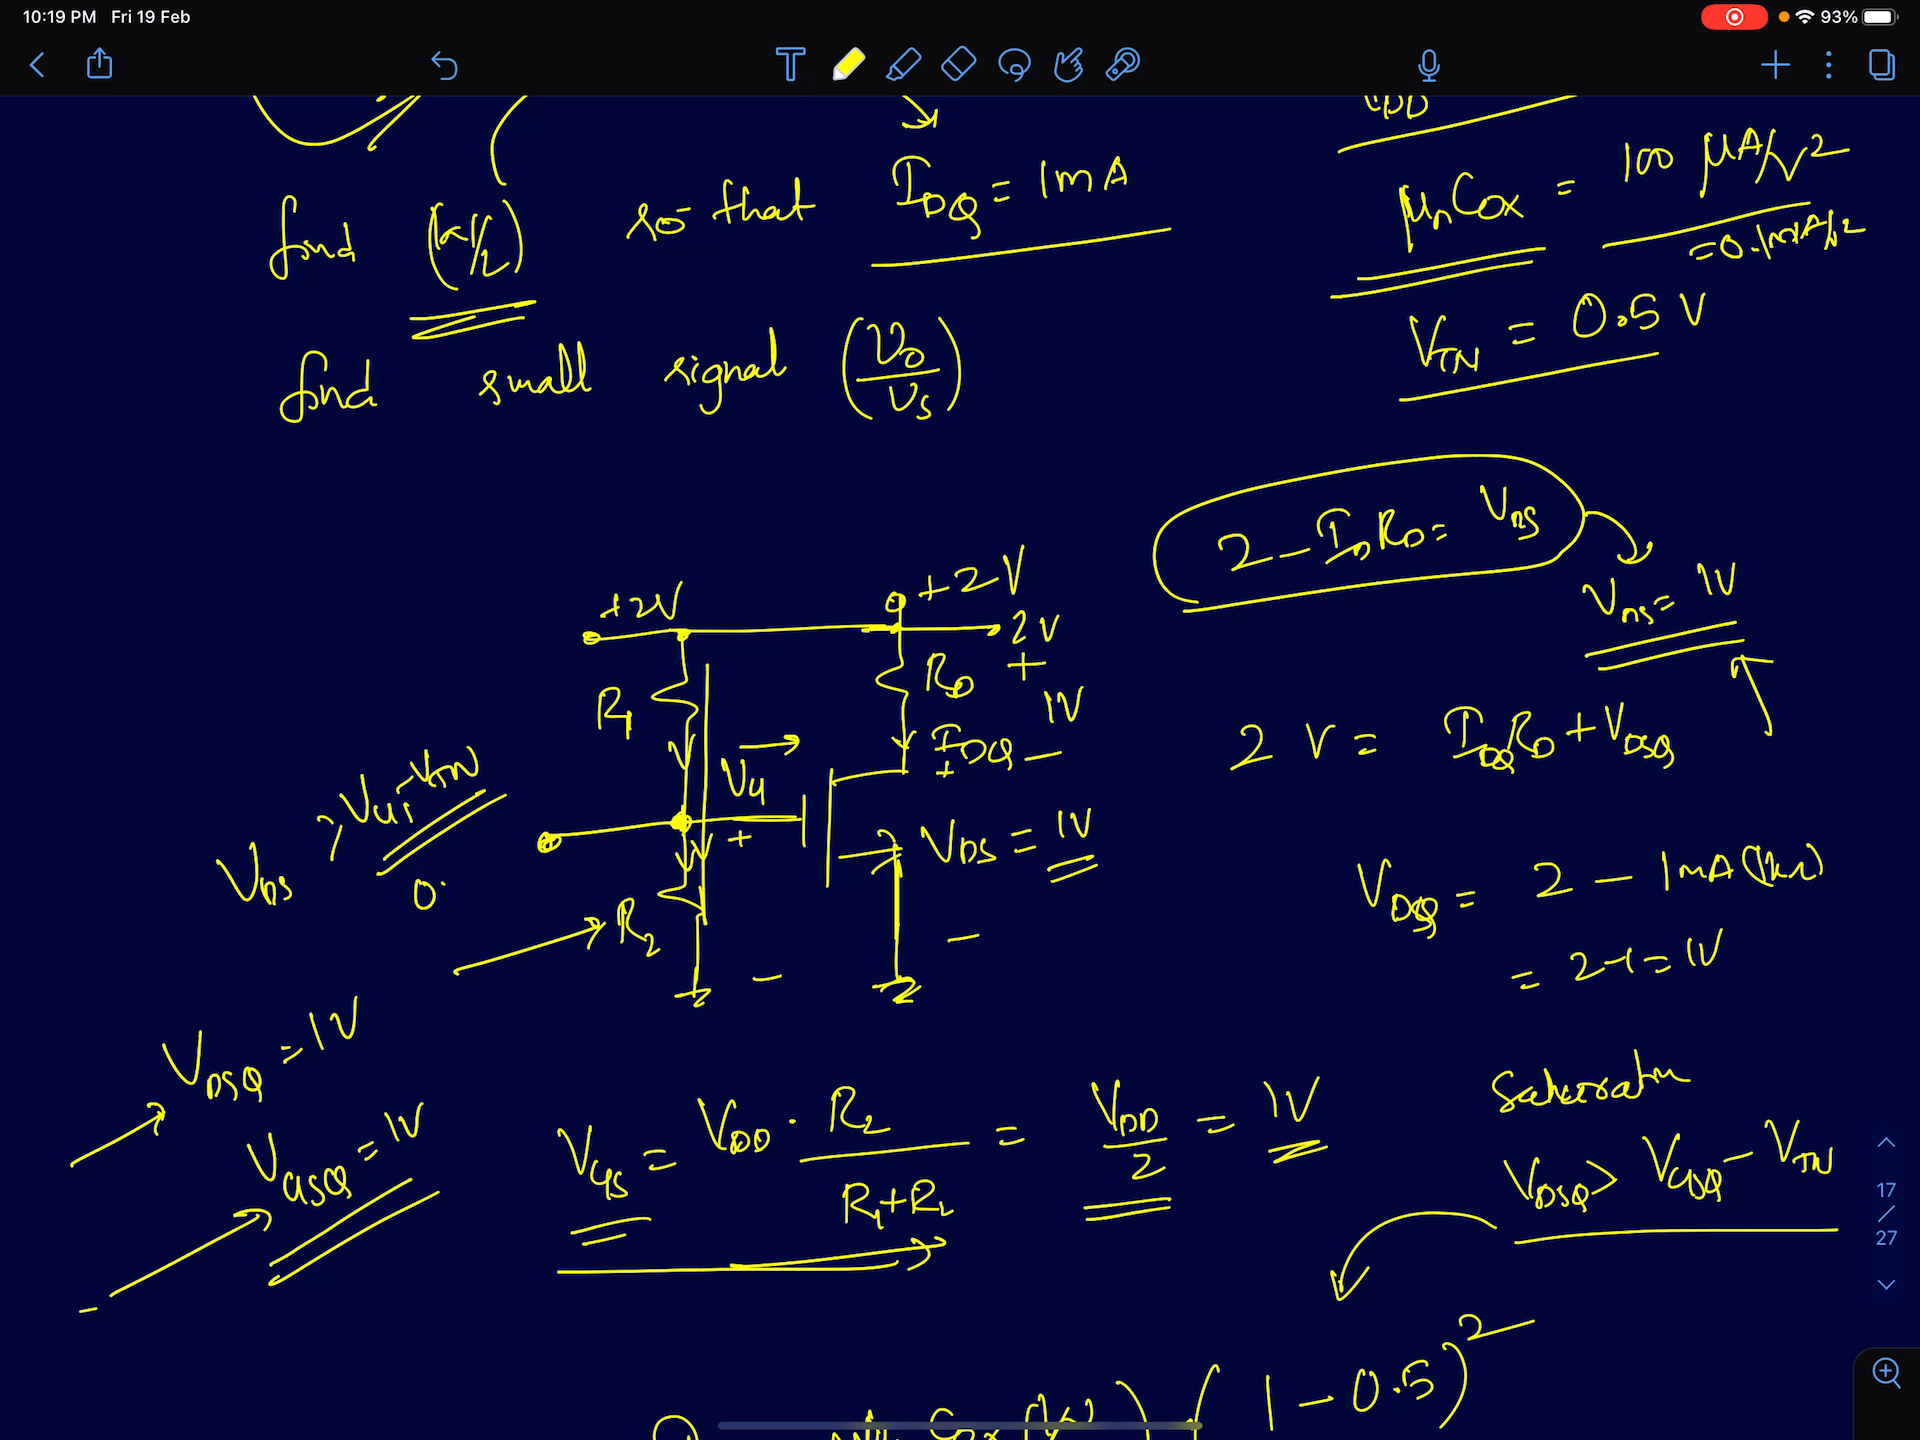 10:19 PM Fri 19 Feb
93%
VDD
find (W/L) so that IDQ = 1mA
μnCox = 100 μA/V2
= 0.1mA/V2
VTN = 0.5 V
find small signal (Vo/Vs)
2 - IDRD = VDS
VDS = 1V
+2V
+2V
2V
R1
RD
+
1V
IDQ -
+
VG
+
VDS = 1V
R2
-
-
VDS ≥ VGS - VTN
0.
2 V = IDQRD + VDSQ
VDSQ = 2 - 1mA(1kΩ)
= 2-1 = 1V
VDSQ = 1V
VGSQ = 1V
VGS = VDD · R2 / (R1+R2) = VDD/2 = 1V
Saturation
VDSQ > VGSQ - VTN
17
/
27
(1 - 0.5)2